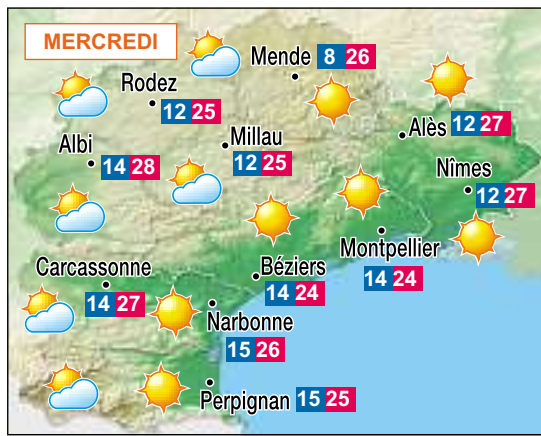 MERCREDI
Mende 8 26
Rodez
12 25
Alès 12 27
Millau
12 25
Albi
14 28
Nîmes
12 27
Montpellier
14 24
Carcassonne
14 27
Béziers
14 24
Narbonne
15 26
Perpignan 15 25